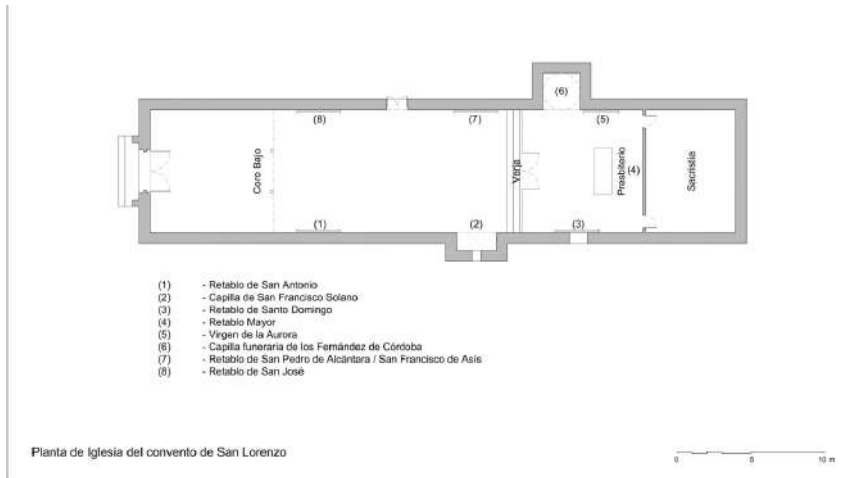 (6)
(8)
(7)
(5)
Coro Bajo
Verja
Presbiterio
(4)
Sacristía
(1)
(2)
(3)
(1) - Retablo de San Antonio
(2) - Capilla de San Francisco Solano
(3) - Retablo de Santo Domingo
(4) - Retablo Mayor
(5) - Virgen de la Aurora
(6) - Capilla funeraria de los Fernández de Córdoba
(7) - Retablo de San Pedro de Alcántara / San Francisco de Asís
(8) - Retablo de San José
Planta de Iglesia del convento de San Lorenzo
0 5 10 m